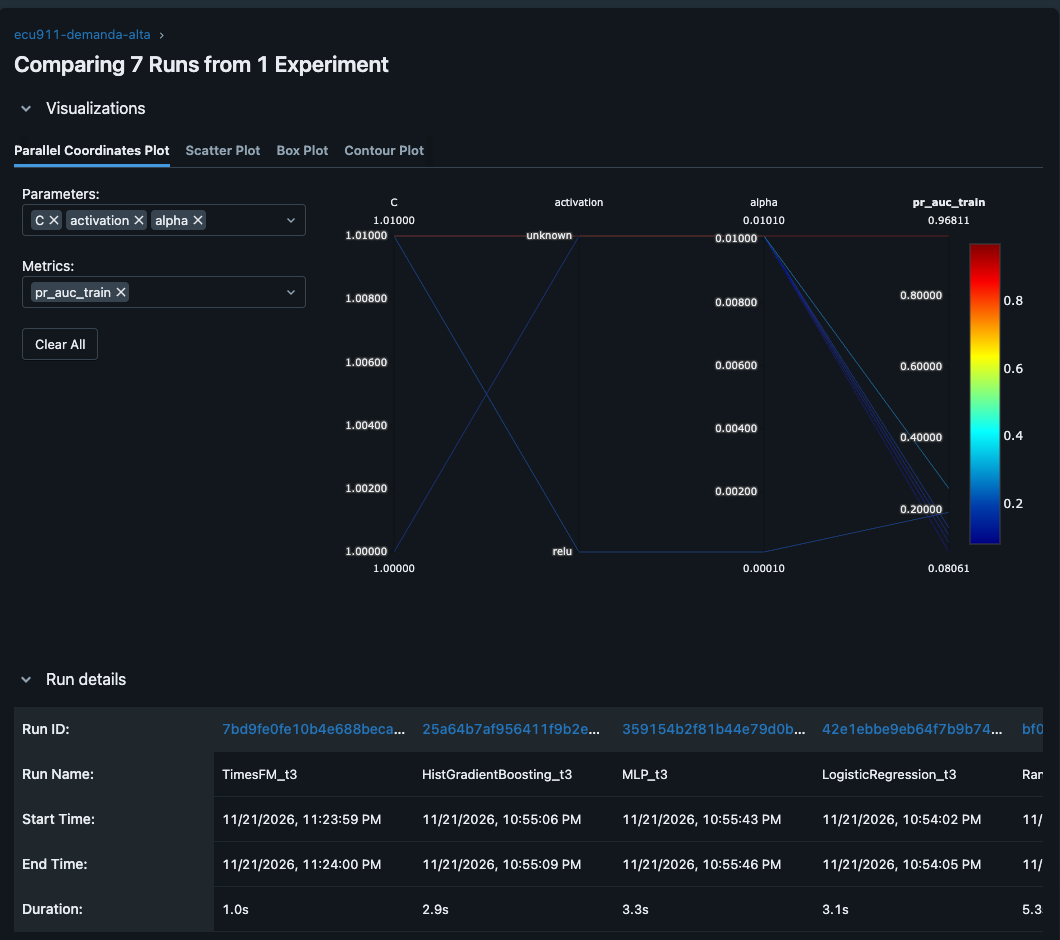 ecu911-demanda-alta ›
Comparing 7 Runs from 1 Experiment
Visualizations
Parallel Coordinates Plot Scatter Plot Box Plot Contour Plot
Parameters:
C ✕ activation ✕ alpha ✕
Metrics:
pr_auc_train ✕
Clear All
C activation alpha pr_auc_train
1.01000 0.01010 0.96811
1.01000 unknown 0.01000
1.00800 0.00800 0.80000
1.00600 0.00600 0.60000
1.00400 0.00400 0.40000
1.00200 0.00200 0.20000
1.00000 relu
1.00000 0.00010 0.08061
0.8
0.6
0.4
0.2
Run details
Run ID: 7bd9fe0fe10b4e688beca... 25a64b7af956411f9b2e... 359154b2f81b44e79d0b... 42e1ebbe9eb64f7b9b74... bf0
Run Name: TimesFM_t3 HistGradientBoosting_t3 MLP_t3 LogisticRegression_t3 Ran
Start Time: 11/21/2026, 11:23:59 PM 11/21/2026, 10:55:06 PM 11/21/2026, 10:55:43 PM 11/21/2026, 10:54:02 PM 11/
End Time: 11/21/2026, 11:24:00 PM 11/21/2026, 10:55:09 PM 11/21/2026, 10:55:46 PM 11/21/2026, 10:54:05 PM 11/
Duration: 1.0s 2.9s 3.3s 3.1s 5.3